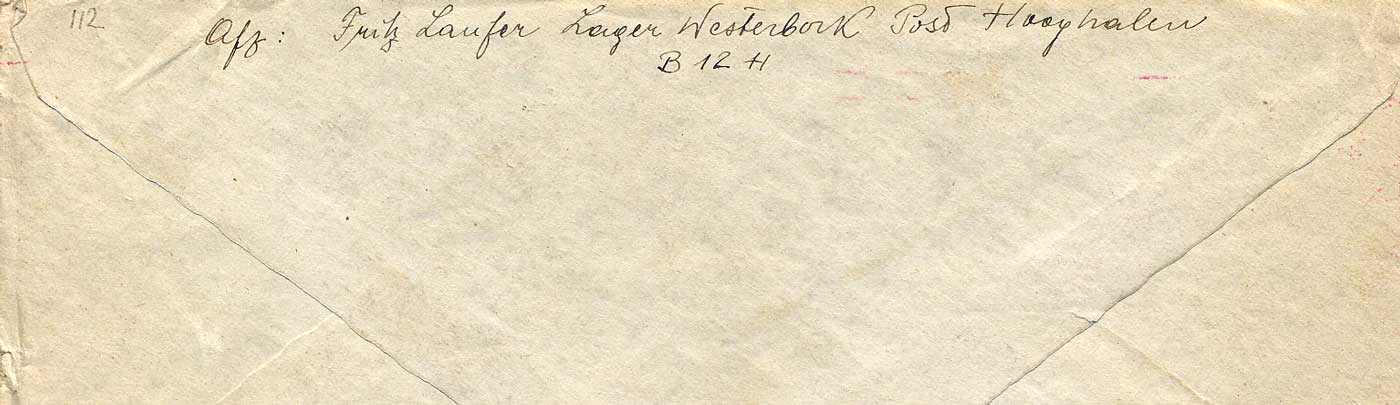 112
Afz: Fritz Laufer Lager Westerbork Post Hooghalen
B 12 H